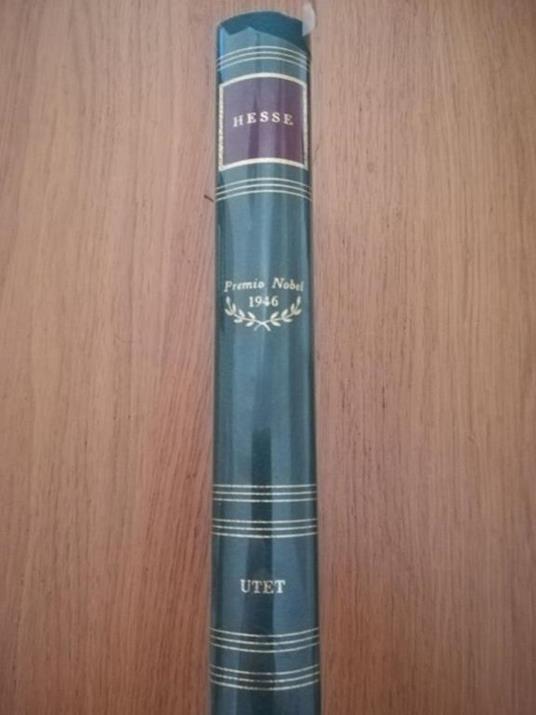 HESSE
Premio Nobel
1946
UTET